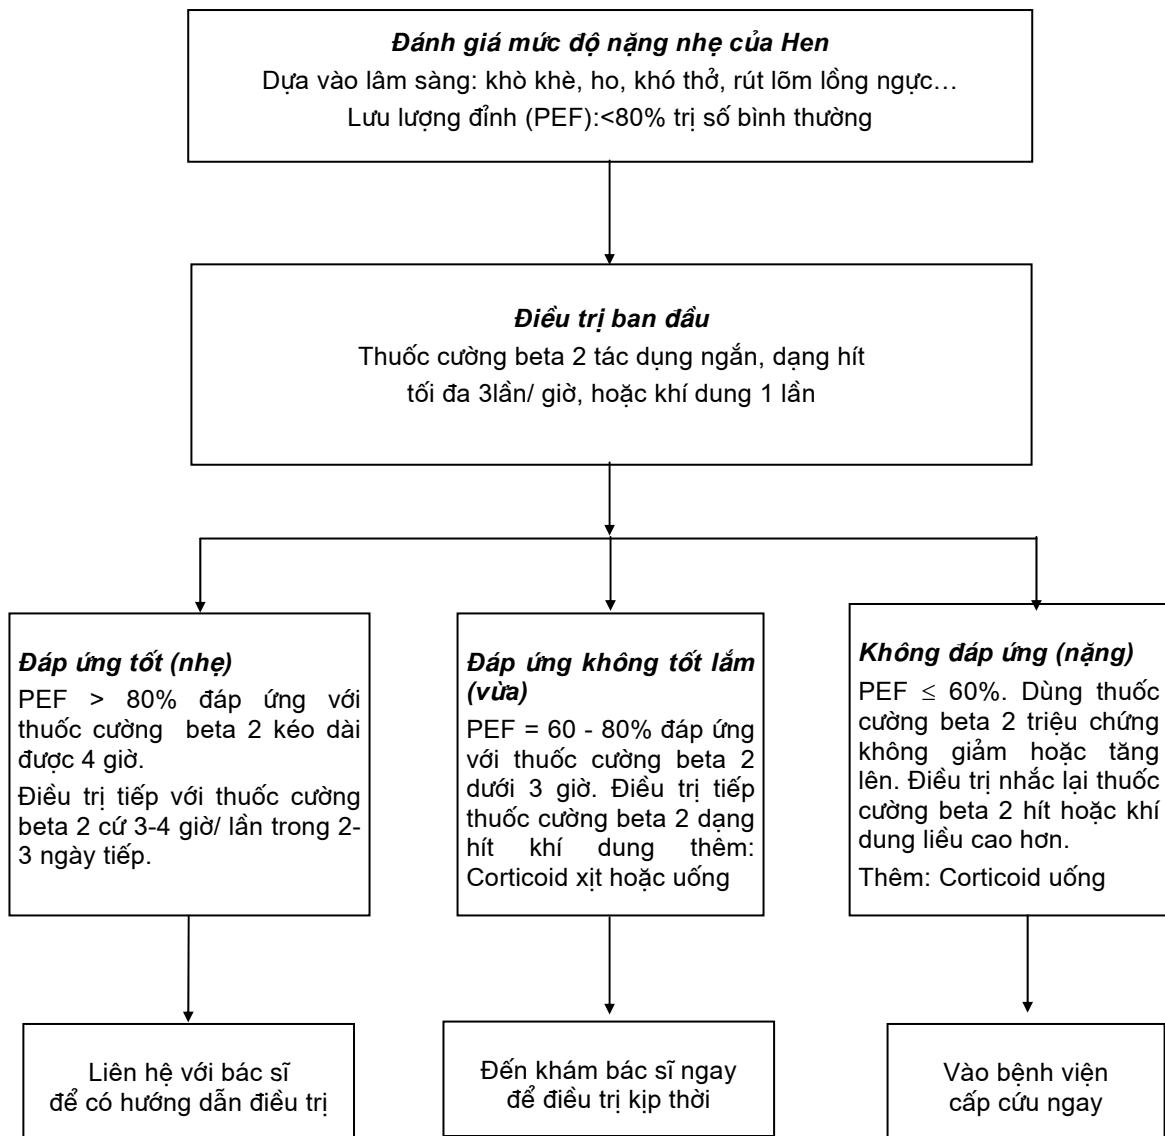 Đánh giá mức độ nặng nhẹ của Hen
Dựa vào lâm sàng: khò khè, ho, khó thở, rút lõm lồng ngực…
Lưu lượng đỉnh (PEF):<80% trị số bình thường
Điều trị ban đầu
Thuốc cường beta 2 tác dụng ngắn, dạng hít
tối đa 3lần/ giờ, hoặc khí dung 1 lần
Đáp ứng tốt (nhẹ)
PEF > 80% đáp ứng với
thuốc cường beta 2 kéo dài
được 4 giờ.
Điều trị tiếp với thuốc cường
beta 2 cứ 3-4 giờ/ lần trong 2-
3 ngày tiếp.
Đáp ứng không tốt lắm
(vừa)
PEF = 60 - 80% đáp ứng
với thuốc cường beta 2
dưới 3 giờ. Điều trị tiếp
thuốc cường beta 2 dạng
hít khí dung thêm:
Corticoid xịt hoặc uống
Không đáp ứng (nặng)
PEF ≤ 60%. Dùng thuốc
cường beta 2 triệu chứng
không giảm hoặc tăng
lên. Điều trị nhắc lại thuốc
cường beta 2 hít hoặc khí
dung liều cao hơn.
Thêm: Corticoid uống
Liên hệ với bác sĩ
để có hướng dẫn điều trị
Đến khám bác sĩ ngay
để điều trị kịp thời
Vào bệnh viện
cấp cứu ngay